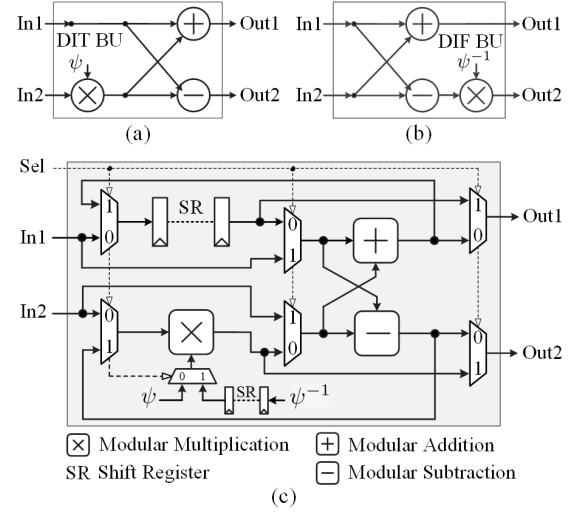 In1 Out1 In1 Out1
DIT BU DIF BU
ψ + ψ⁻¹ +
In2 × − Out2 In2 − × Out2
(a) (b)
Sel
1 SR 1 Out1
In1 0 0 + 0
1
In2 0 × 1 − 0
1 0 1 Out2
0 1
ψ SR ψ⁻¹
× Modular Multiplication + Modular Addition
SR Shift Register − Modular Subtraction
(c)